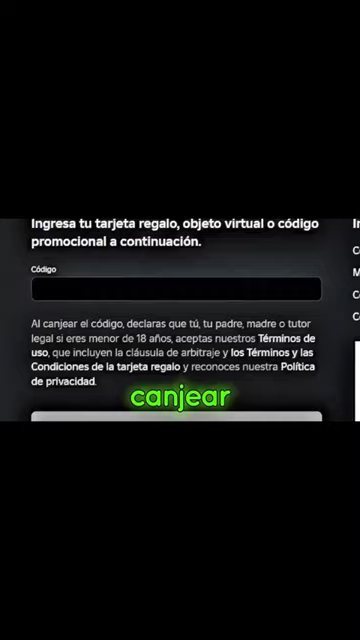 Ingresa tu tarjeta regalo, objeto virtual o código
promocional a continuación.
Código
Al canjear el código, declaras que tú, tu padre, madre o tutor
legal si eres menor de 18 años, aceptas nuestros Términos de
uso, que incluyen la cláusula de arbitraje y los Términos y las
Condiciones de la tarjeta regalo y reconoces nuestra Política
de privacidad.
canjear